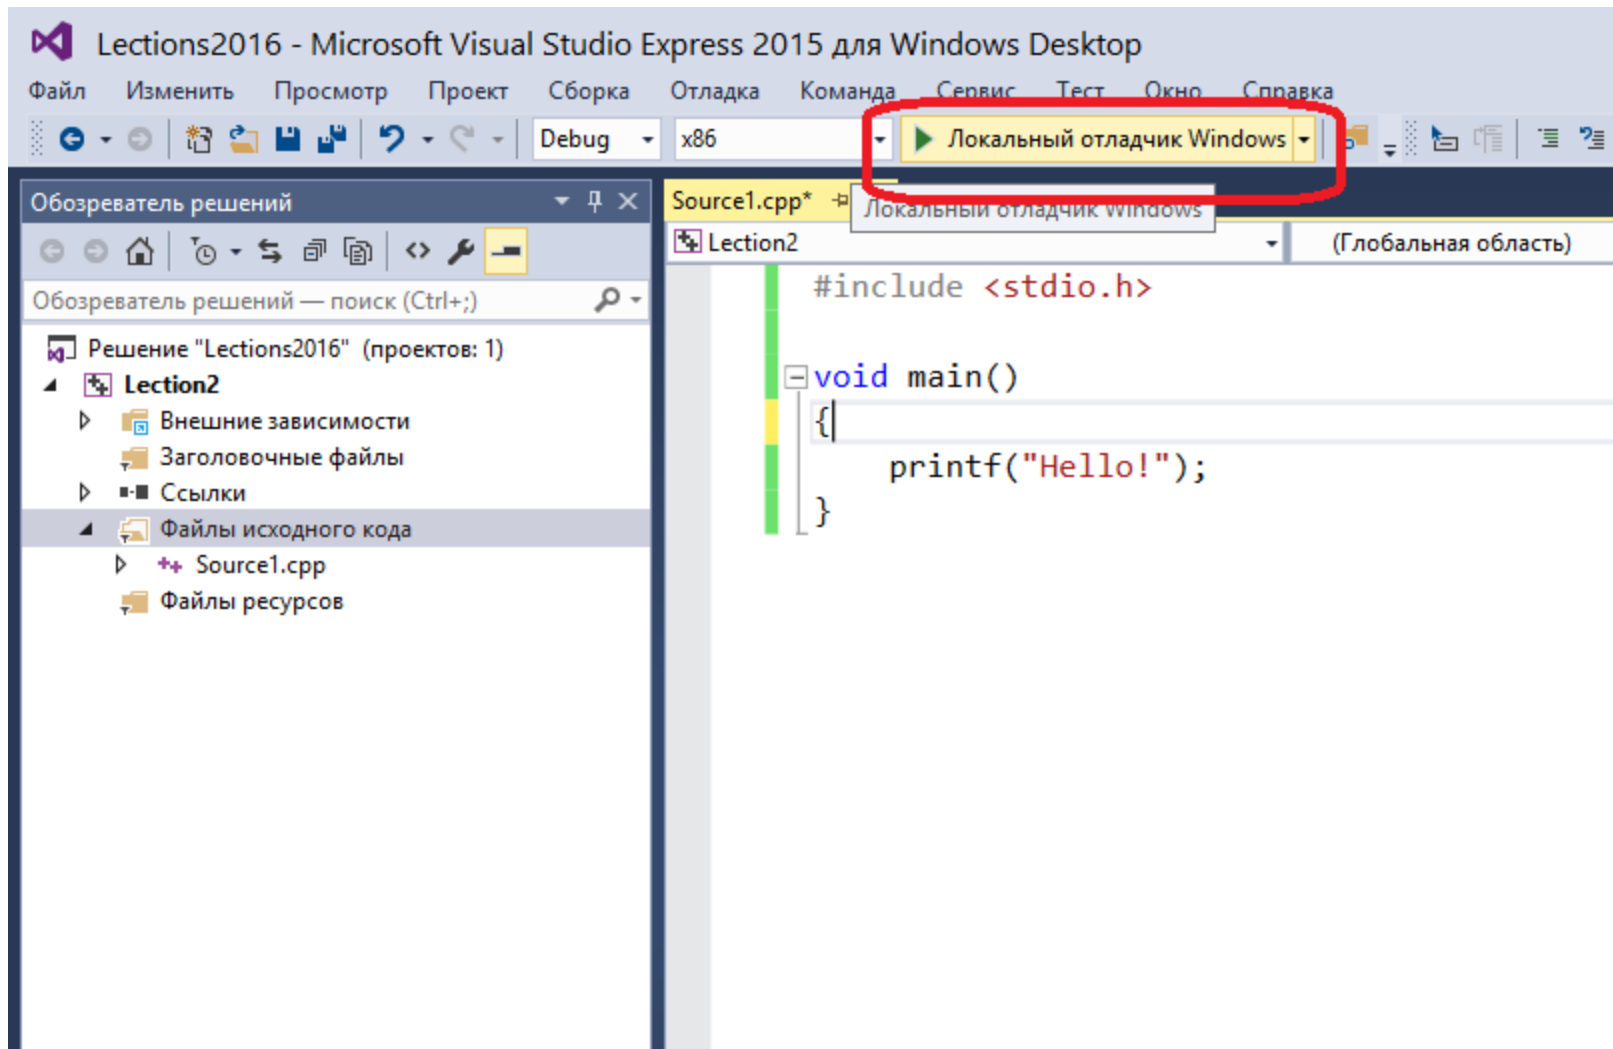 Lections2016 - Microsoft Visual Studio Express 2015 для Windows Desktop
Файл Изменить Просмотр Проект Сборка Отладка Команда Сервис Тест Окно Справка
Debug x86 Локальный отладчик Windows
Обозреватель решений
Source1.cpp*
Локальный отладчик Windows
Lection2 (Глобальная область)
Обозреватель решений — поиск (Ctrl+;)
Решение "Lections2016" (проектов: 1)
Lection2
Внешние зависимости
Заголовочные файлы
Ссылки
Файлы исходного кода
Source1.cpp
Файлы ресурсов
#include <stdio.h>
void main()
{
printf("Hello!");
}